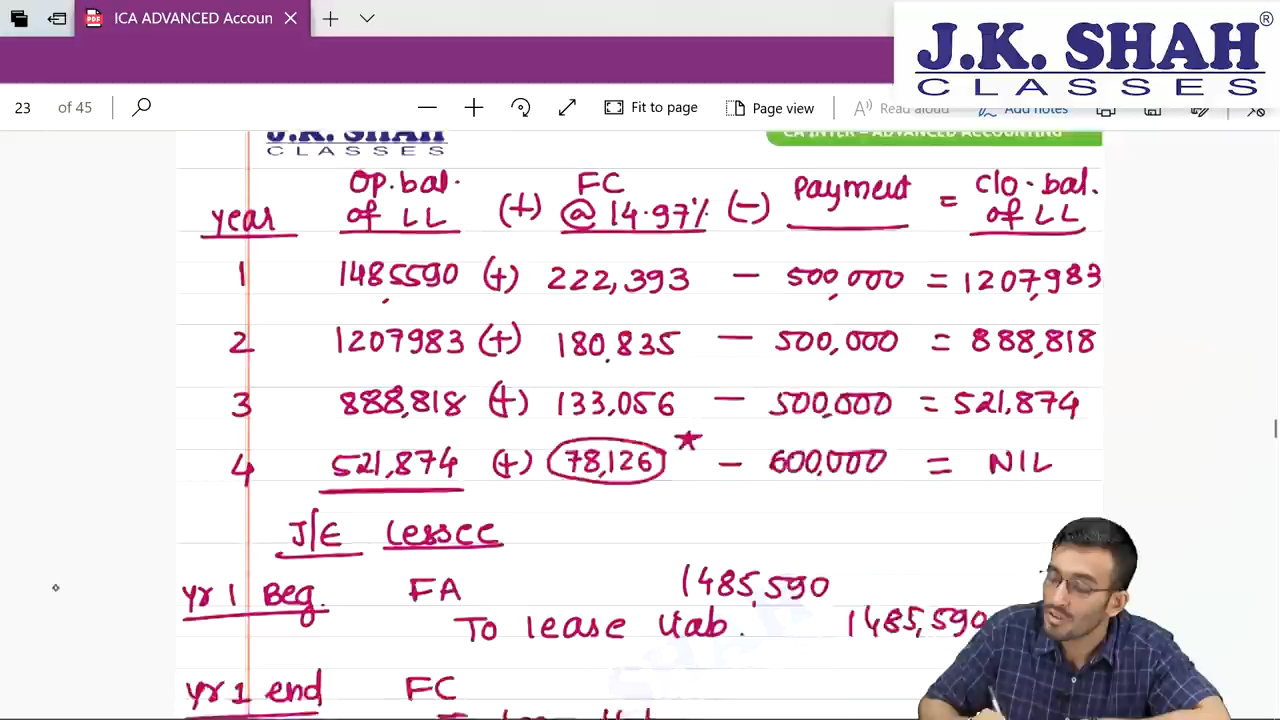 ICA ADVANCED Accoun
J.K. SHAH®
CLASSES
23 of 45
Fit to page
Page view
Read aloud
Add notes
J.K. SHAH
CLASSES
CA INTER – ADVANCED ACCOUNTING
year Op. bal. of LL (+) FC @ 14.97% (-) Payment = Clo. bal. of LL
1 1485590 (+) 222,393 — 500,000 = 1207,983
2 1207983 (+) 180,835 — 500,000 = 888,818
3 888,818 (+) 133,056 — 500,000 = 521,874
4 521,874 (+) 78,126 ★ — 600,000 = NIL
J/E Lessee
yr 1 Beg. FA 1485,590
To lease liab. 1485,590
yr 1 end FC